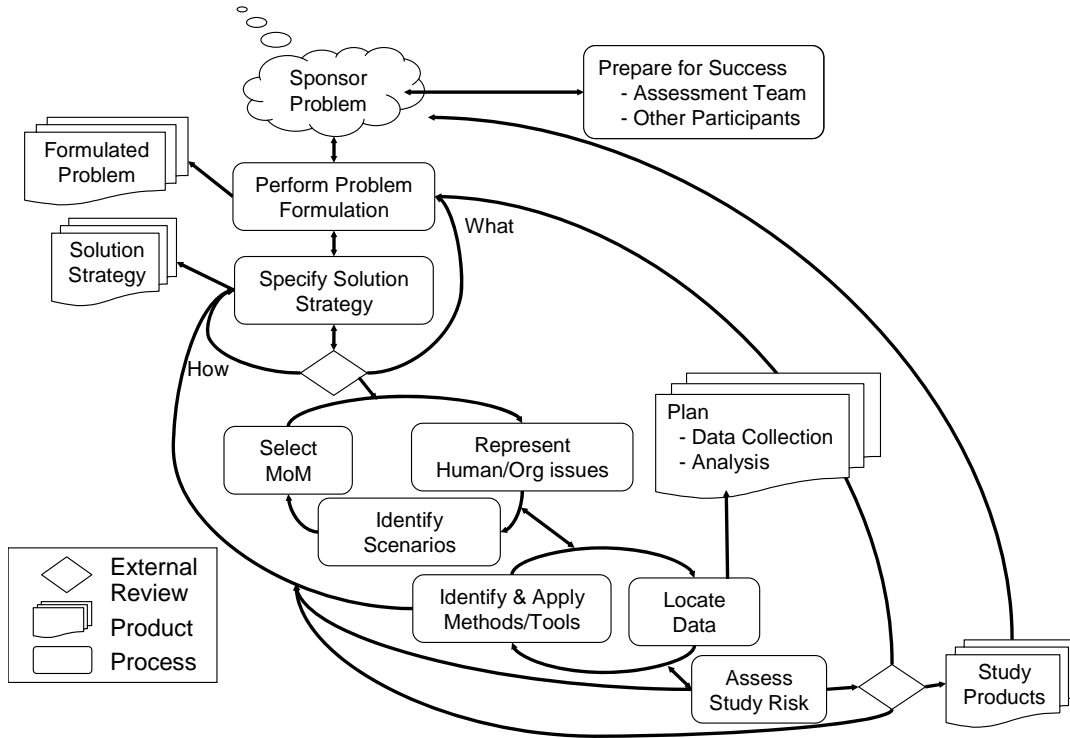 Sponsor
Problem
Prepare for Success
- Assessment Team
- Other Participants
Formulated
Problem
Perform Problem
Formulation
What
Solution
Strategy
Specify Solution
Strategy
How
Select
MoM
Represent
Human/Org issues
Plan
- Data Collection
- Analysis
Identify
Scenarios
External
Review
Product
Process
Identify & Apply
Methods/Tools
Locate
Data
Assess
Study Risk
Study
Products